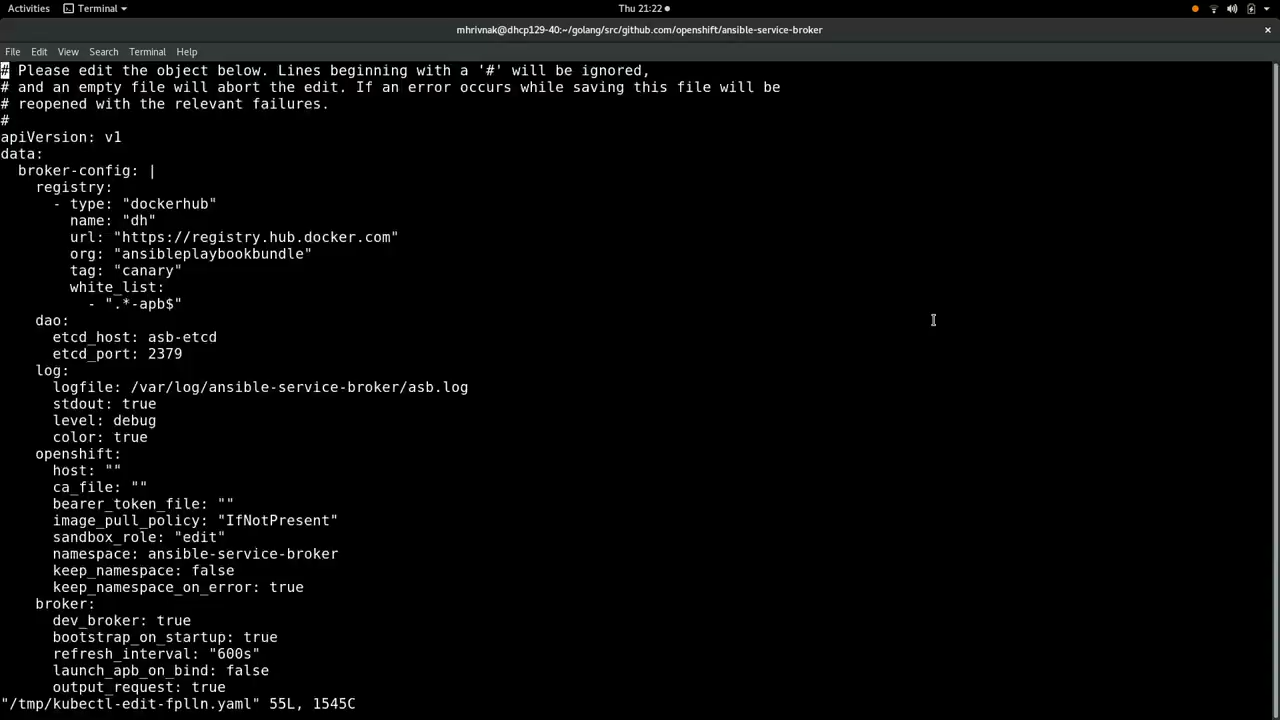 Activities Terminal Thu 21:22
mhrivnak@dhcp129-40:~/golang/src/github.com/openshift/ansible-service-broker ×
File Edit View Search Terminal Help
# Please edit the object below. Lines beginning with a '#' will be ignored,
# and an empty file will abort the edit. If an error occurs while saving this file will be
# reopened with the relevant failures.
#
apiVersion: v1
data:
  broker-config: |
    registry:
      - type: "dockerhub"
        name: "dh"
        url: "https://registry.hub.docker.com"
        org: "ansibleplaybookbundle"
        tag: "canary"
        white_list:
          - ".*-apb$"
    dao:
      etcd_host: asb-etcd
      etcd_port: 2379
    log:
      logfile: /var/log/ansible-service-broker/asb.log
      stdout: true
      level: debug
      color: true
    openshift:
      host: ""
      ca_file: ""
      bearer_token_file: ""
      image_pull_policy: "IfNotPresent"
      sandbox_role: "edit"
      namespace: ansible-service-broker
      keep_namespace: false
      keep_namespace_on_error: true
    broker:
      dev_broker: true
      bootstrap_on_startup: true
      refresh_interval: "600s"
      launch_apb_on_bind: false
      output_request: true
"/tmp/kubectl-edit-fplln.yaml" 55L, 1545C